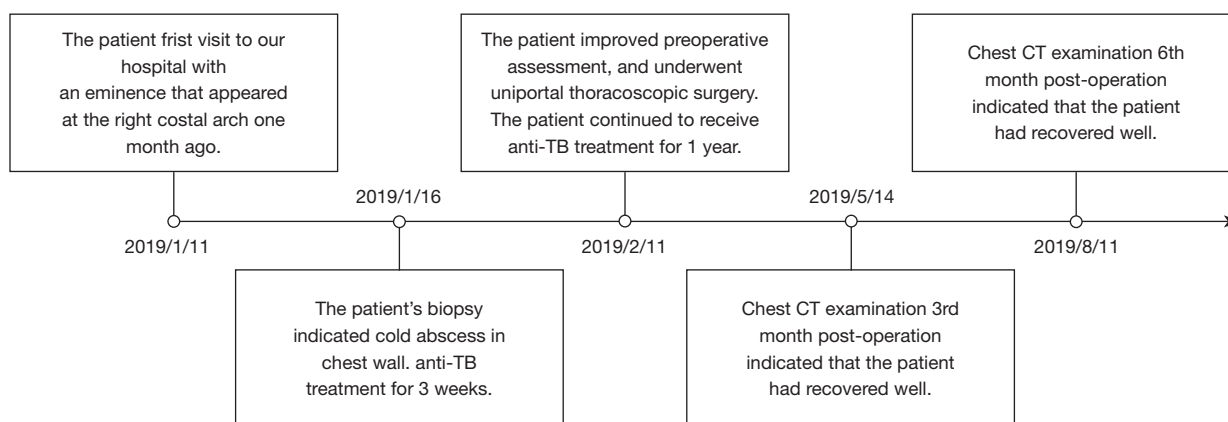 The patient frist visit to our
hospital with
an eminence that appeared
at the right costal arch one
month ago.
2019/1/11
2019/1/16
The patient's biopsy
indicated cold abscess in
chest wall. anti-TB
treatment for 3 weeks.
The patient improved preoperative
assessment, and underwent
uniportal thoracoscopic surgery.
The patient continued to receive
anti-TB treatment for 1 year.
2019/2/11
2019/5/14
Chest CT examination 3rd
month post-operation
indicated that the patient
had recovered well.
Chest CT examination 6th
month post-operation
indicated that the patient
had recovered well.
2019/8/11